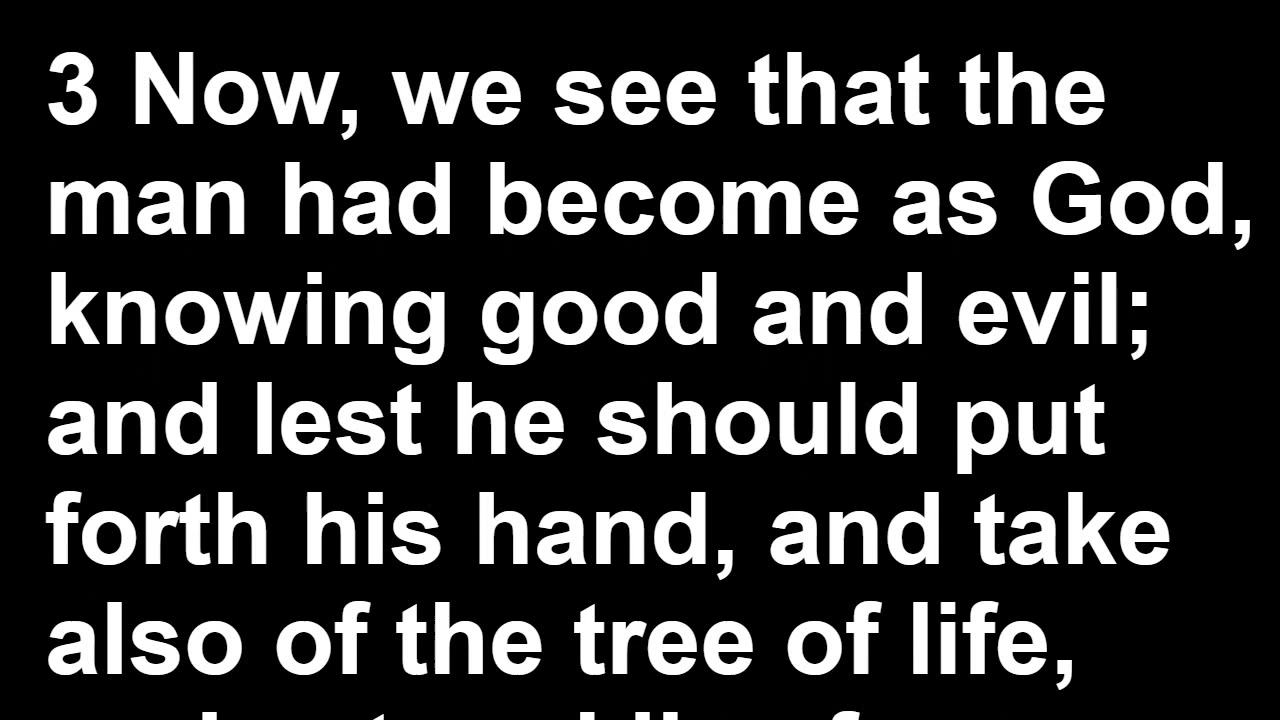 3 Now, we see that the
man had become as God,
knowing good and evil;
and lest he should put
forth his hand, and take
also of the tree of life,